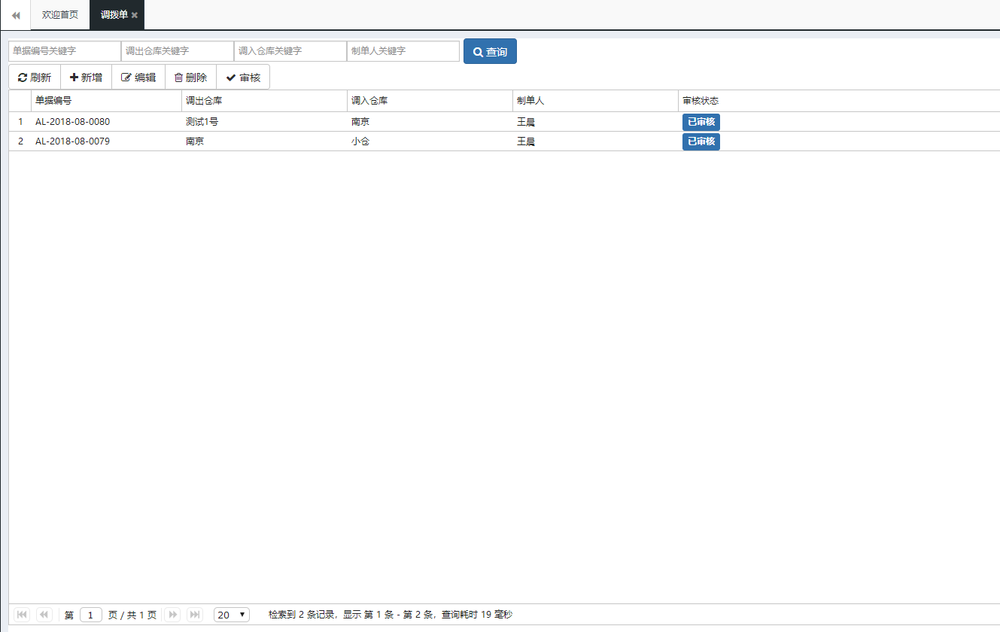 欢迎首页 调拨单
单据编号关键字 调出仓库关键字 调入仓库关键字 制单人关键字 查询
刷新 新增 编辑 删除 审核
单据编号 调出仓库 调入仓库 制单人 审核状态
1 AL-2018-08-0080 测试1号 南京 王晨 已审核
2 AL-2018-08-0079 南京 小仓 王晨 已审核
第 1 页 / 共 1 页 20 检索到 2 条记录，显示 第 1 条 - 第 2 条，查询耗时 19 毫秒